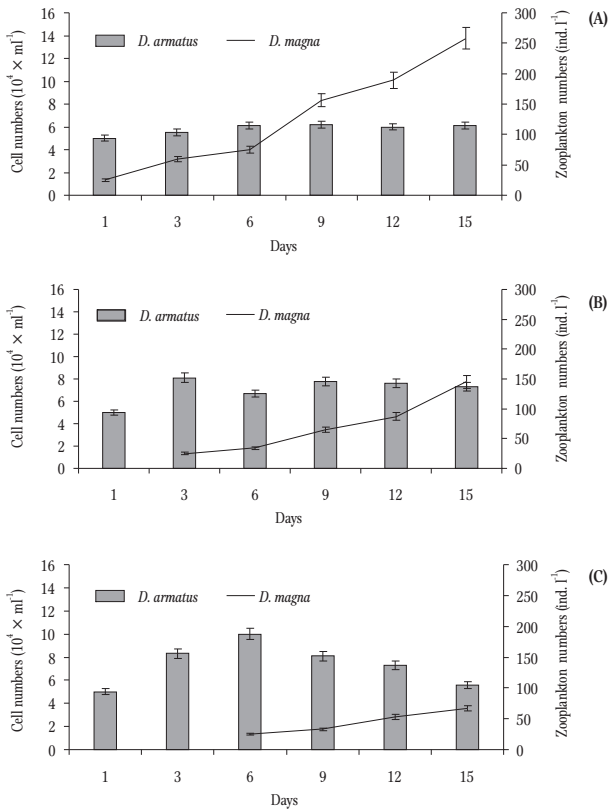 (A)
Cell numbers (10⁴ × ml⁻¹)
Zooplankton numbers (ind. l⁻¹)
D. armatus D. magna
16 14 12 10 8 6 4 2 0
300 250 200 150 100 50 0
1 3 6 9 12 15
Days
(B)
Cell numbers (10⁴ × ml⁻¹)
Zooplankton numbers (ind. l⁻¹)
D. armatus D. magna
16 14 12 10 8 6 4 2 0
300 250 200 150 100 50 0
1 3 6 9 12 15
Days
(C)
Cell numbers (10⁴ × ml⁻¹)
Zooplankton numbers (ind. l⁻¹)
D. armatus D. magna
16 14 12 10 8 6 4 2 0
300 250 200 150 100 50 0
1 3 6 9 12 15
Days